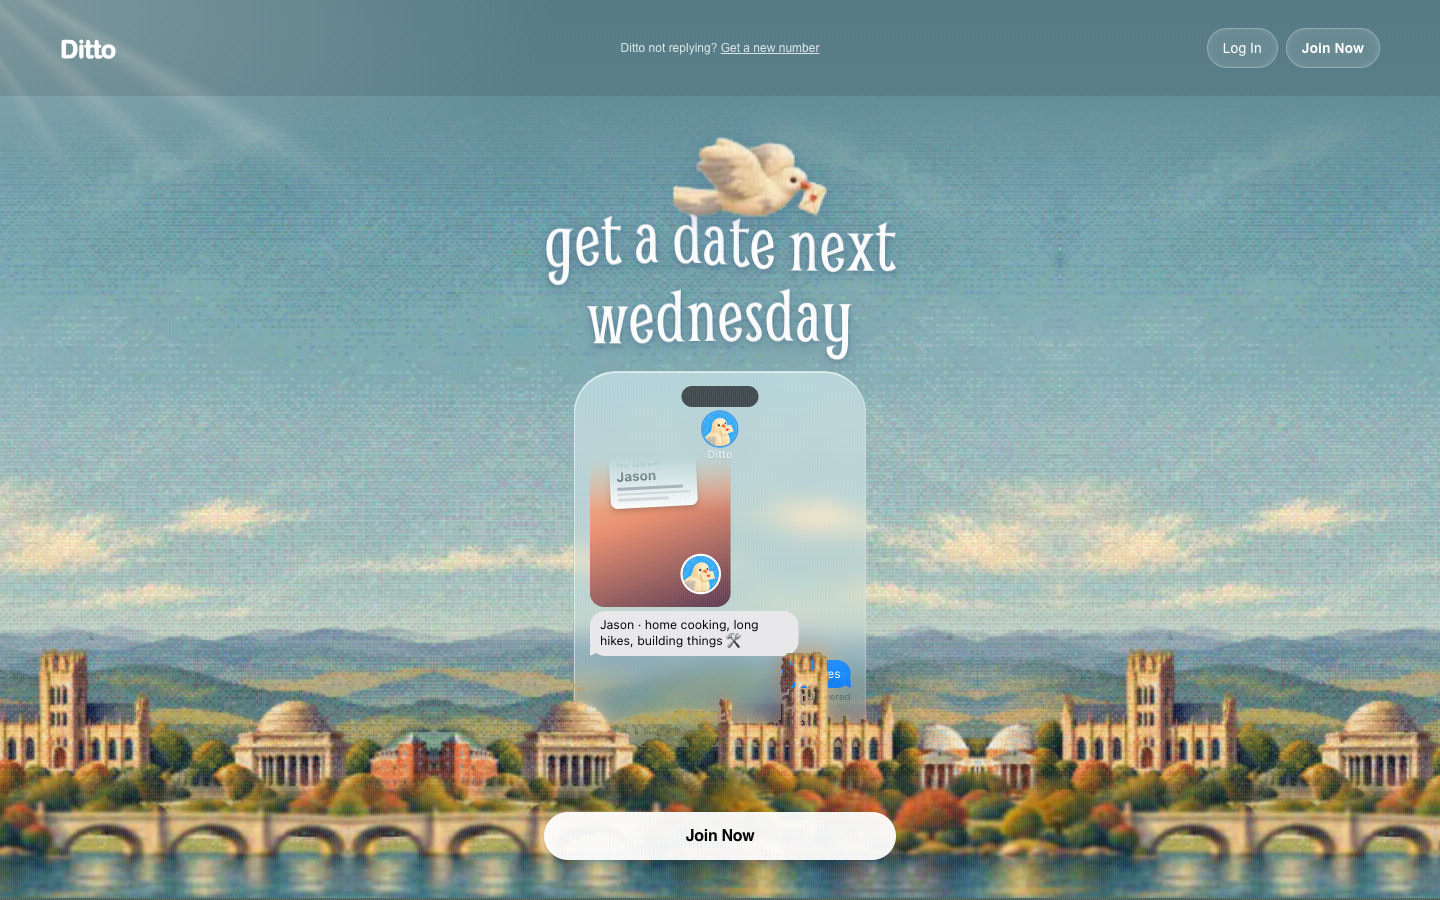 Ditto
Ditto not replying? Get a new number
Log In
Join Now
get a date next
wednesday
Ditto
Jason
Jason · home cooking, long
hikes, building things 🛠️
Join Now